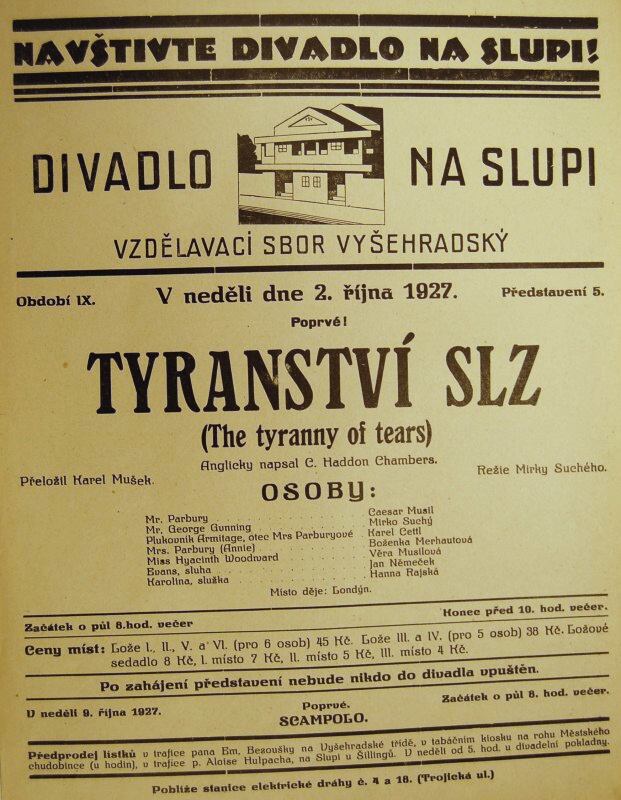 NAVŠTIVTE DIVADLO NA SLUPI!
DIVADLO NA SLUPI
VZDĚLAVACÍ SBOR VYŠEHRADSKÝ
Období IX. V neděli dne 2. října 1927. Představení 5.
Poprvé!
TYRANSTVÍ SLZ
(The tyranny of tears)
Anglicky napsal C. Haddon Chambers.
Přeložil Karel Mušek. Režie Mirky Suchého.
OSOBY:
Mr. Parbury . . . . . . . . . . Caesar Musil
Mr. George Gunning . . . . . . . . . . Mirko Suchý
Plukovník Armitage, otec Mrs Parburyové Karel Cettl
Mrs. Parbury (Annie) . . . . . . . . . . Boženka Merhautová
Miss Hyacinth Woodward . . . . . . . . . . Věra Musilová
Evans, sluha . . . . . . . . . . Jan Němeček
Karolina, služka . . . . . . . . . . Hanna Rajská
Místo děje: Londýn.
Začátek o půl 8.hod. večer Konec před 10. hod. večer.
Ceny míst: Lože I., II., V. a VI. (pro 6 osob) 45 Kč. Lože III. a IV. (pro 5 osob) 38 Kč. Ložové
sedadlo 8 Kč, I. místo 7 Kč, II. místo 5 Kč, III. místo 4 Kč.
Po zahájení představení nebude nikdo do divadla vpuštěn.
V neděli 9. října 1927. Poprvé. Začátek o půl 8. hod. večer.
SCAMPOLO.
Předprodej lístků v trafice pana Em. Bezoušky na Vyšehradské třídě, v tabáčním kiosku na rohu Městského
chudobince (u hodin), v trafice p. Aloise Hulpacha, na Slupi u Šillingů. V neděli od 5. hod. u divadelní pokladny.
Poblíže stanice elektrické dráhy č. 4 a 18. (Trojická ul.)